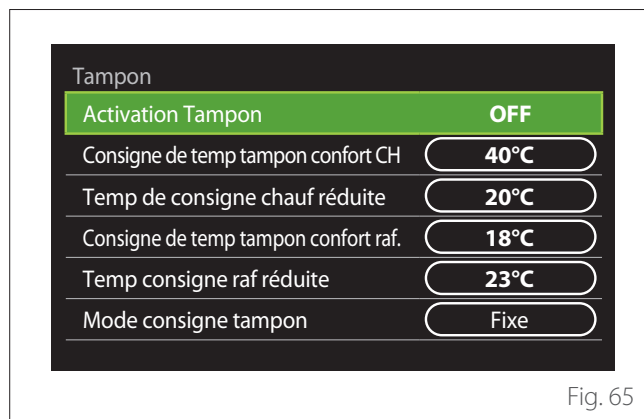 Tampon
Activation Tampon OFF
Consigne de temp tampon confort CH 40°C
Temp de consigne chauf réduite 20°C
Consigne de temp tampon confort raf. 18°C
Temp consigne raf réduite 23°C
Mode consigne tampon Fixe
Fig. 65